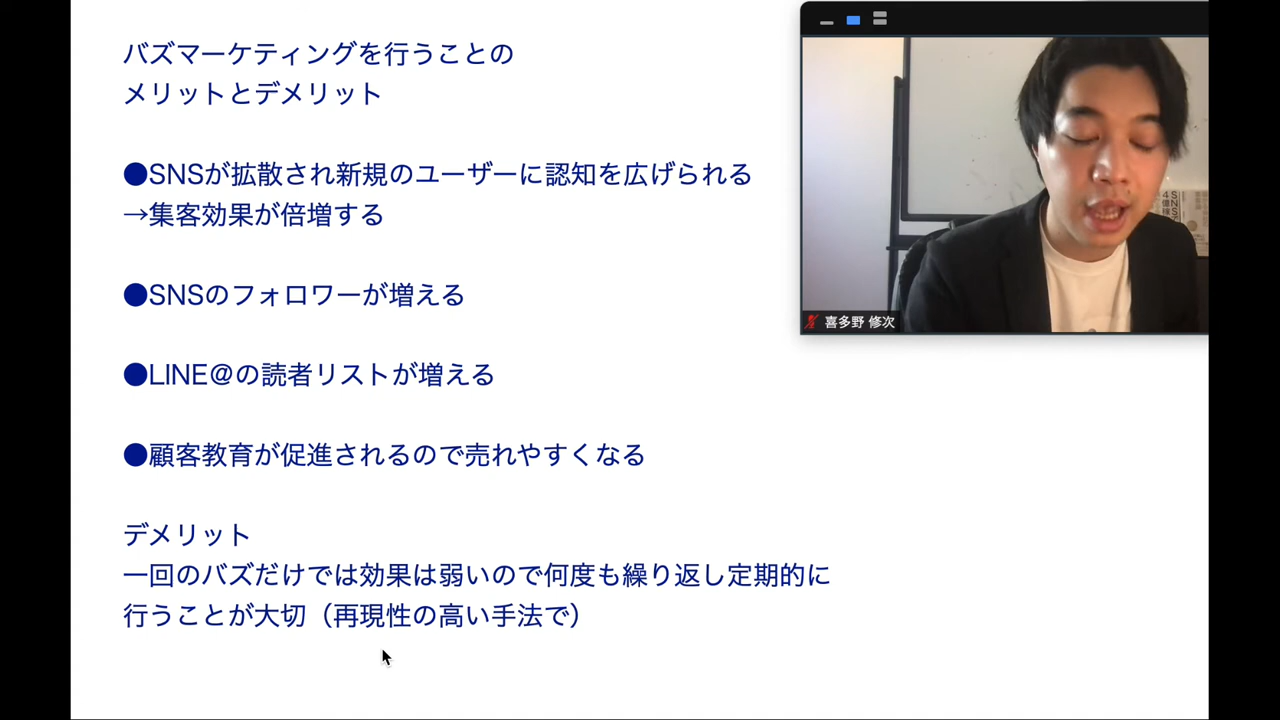 バズマーケティングを行うことの
メリットとデメリット
●SNSが拡散され新規のユーザーに認知を広げられる
→集客効果が倍増する
●SNSのフォロワーが増える
●LINE@の読者リストが増える
●顧客教育が促進されるので売れやすくなる
デメリット
一回のバズだけでは効果は弱いので何度も繰り返し定期的に
行うことが大切（再現性の高い手法で）
喜多野 修次